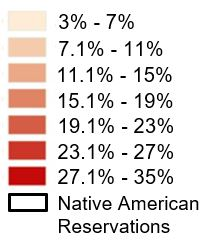 3% - 7%
7.1% - 11%
11.1% - 15%
15.1% - 19%
19.1% - 23%
23.1% - 27%
27.1% - 35%
Native American
Reservations